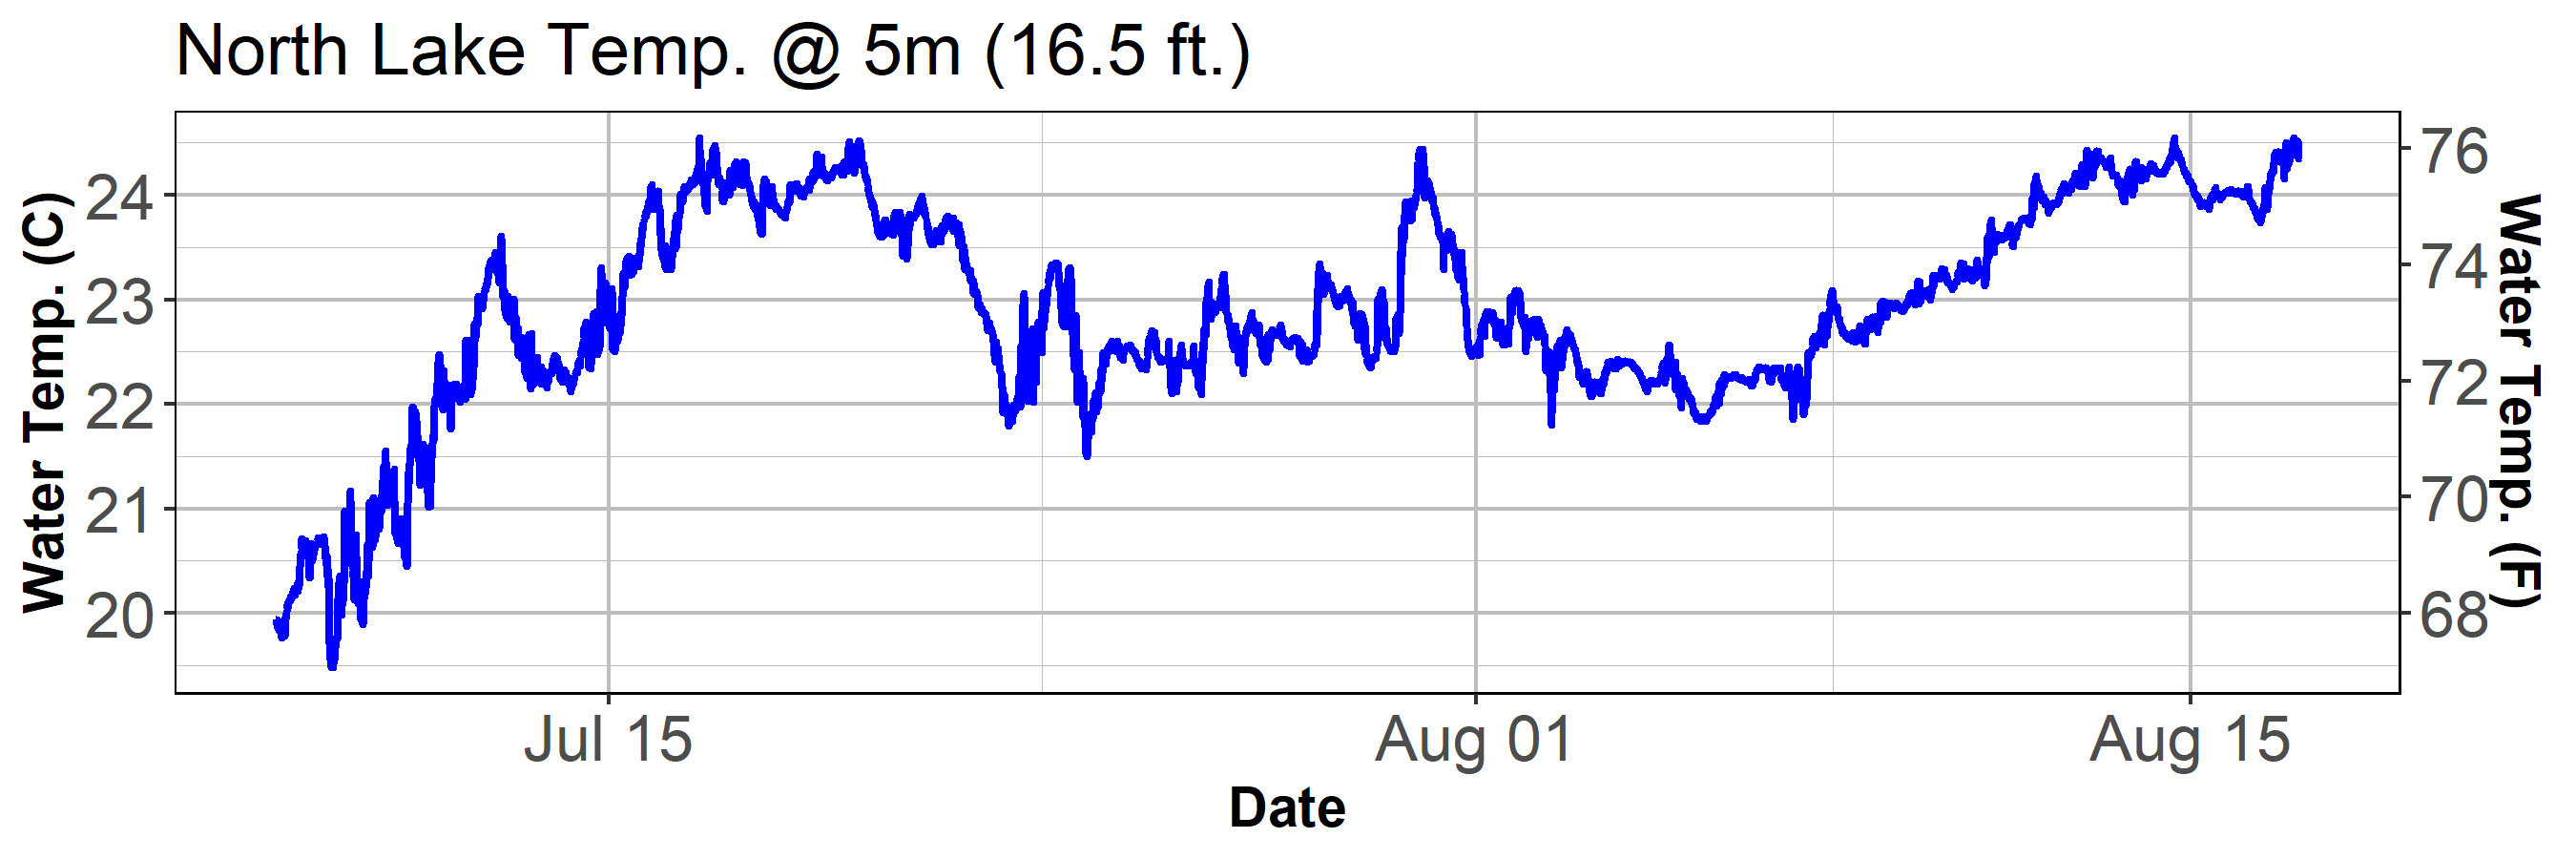 North Lake Temp. @ 5m (16.5 ft.)
Water Temp. (C)
24
23
22
21
20
76
74
72
70
68
Water Temp. (F)
Jul 15
Aug 01
Aug 15
Date